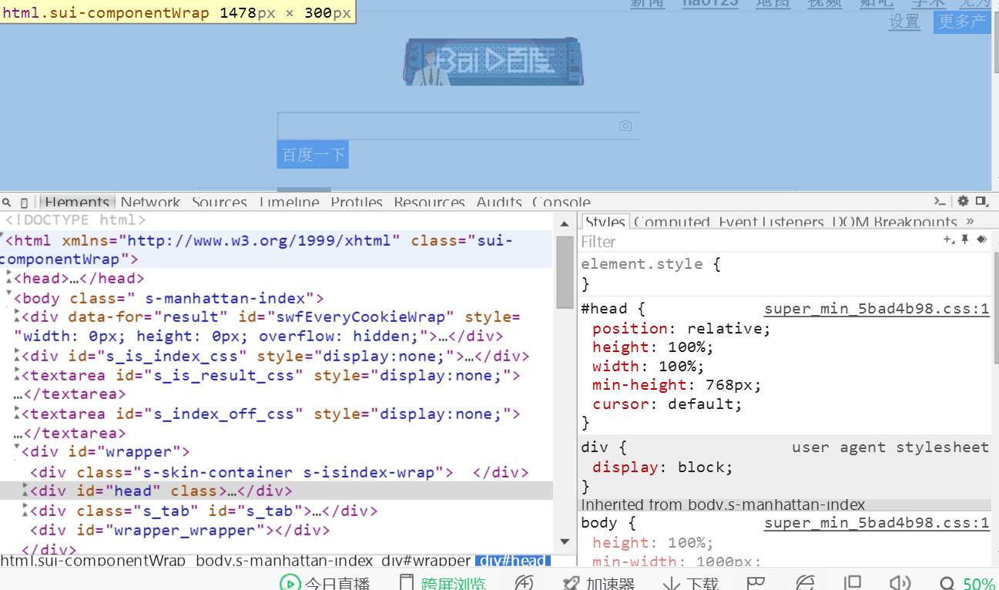 html.sui-componentWrap 1478px × 300px
新闻 hao123 地图 视频 贴吧 学术
设置 更多产
Bai 百度
百度一下
Elements Network Sources Timeline Profiles Resources Audits Console
<!DOCTYPE html>
<html xmlns="http://www.w3.org/1999/xhtml" class="sui-
componentWrap">
<head>…</head>
<body class=" s-manhattan-index">
<div data-for="result" id="swfEveryCookieWrap" style=
"width: 0px; height: 0px; overflow: hidden;">…</div>
<div id="s_is_index_css" style="display:none;">…</div>
<textarea id="s_is_result_css" style="display:none;">
…</textarea>
<textarea id="s_index_off_css" style="display:none;">
…</textarea>
<div id="wrapper">
<div class="s-skin-container s-isindex-wrap">  </div>
<div id="head" class>…</div>
<div class="s_tab" id="s_tab">…</div>
<div id="wrapper_wrapper"></div>
</div>
html.sui-componentWrap body.s-manhattan-index div#wrapper div#head
Styles Computed Event Listeners DOM Breakpoints »
Filter
element.style {
}
#head { super_min_5bad4b98.css:1
position: relative;
height: 100%;
width: 100%;
min-height: 768px;
cursor: default;
}
div { user agent stylesheet
display: block;
}
Inherited from body.s-manhattan-index
body { super_min_5bad4b98.css:1
height: 100%;
min-width: 1000px;
今日直播 跨屏浏览 加速器 下载 50%